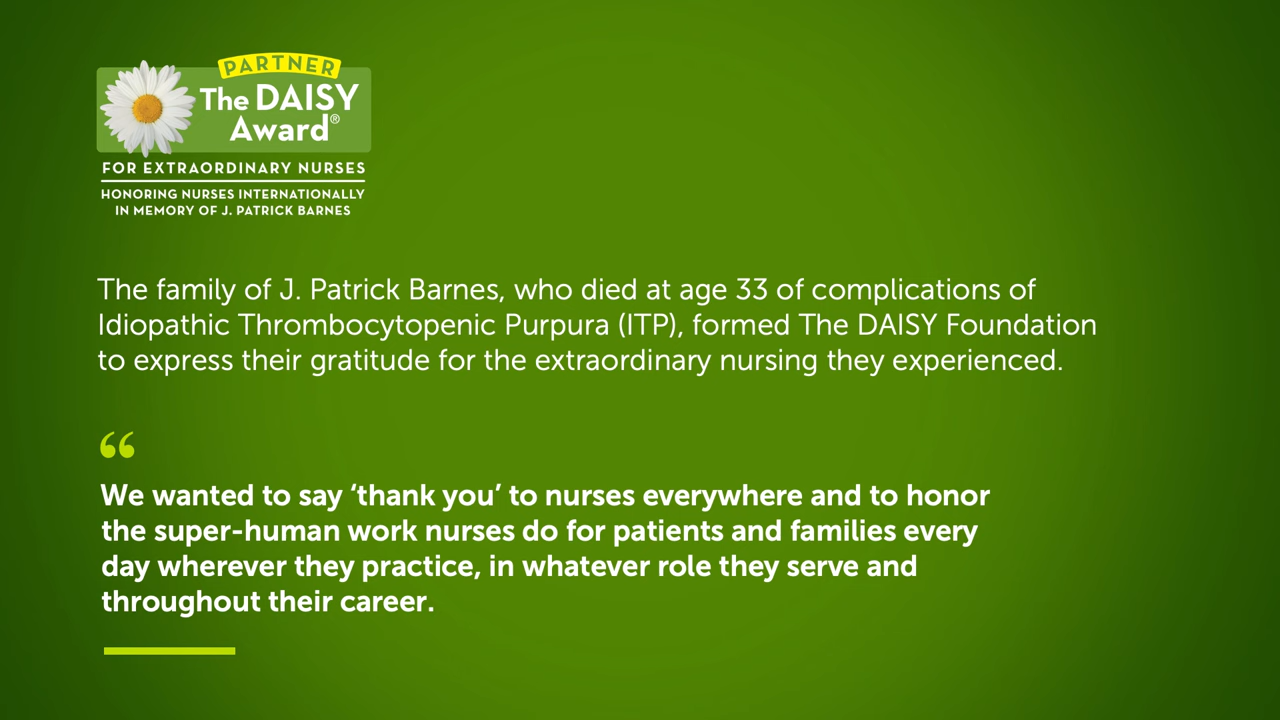 PARTNER
The DAISY
Award®
FOR EXTRAORDINARY NURSES
HONORING NURSES INTERNATIONALLY
IN MEMORY OF J. PATRICK BARNES
The family of J. Patrick Barnes, who died at age 33 of complications of
Idiopathic Thrombocytopenic Purpura (ITP), formed The DAISY Foundation
to express their gratitude for the extraordinary nursing they experienced.
“
We wanted to say ‘thank you’ to nurses everywhere and to honor
the super-human work nurses do for patients and families every
day wherever they practice, in whatever role they serve and
throughout their career.